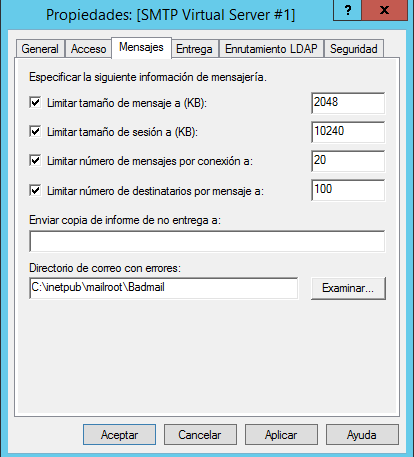 Propiedades: [SMTP Virtual Server #1] ? x
General Acceso Mensajes Entrega Enrutamiento LDAP Seguridad
Especificar la siguiente información de mensajería.
Limitar tamaño de mensaje a (KB): 2048
Limitar tamaño de sesión a (KB): 10240
Limitar número de mensajes por conexión a: 20
Limitar número de destinatarios por mensaje a: 100
Enviar copia de informe de no entrega a:
Directorio de correo con errores:
C:\inetpub\mailroot\Badmail Examinar...
Aceptar Cancelar Aplicar Ayuda